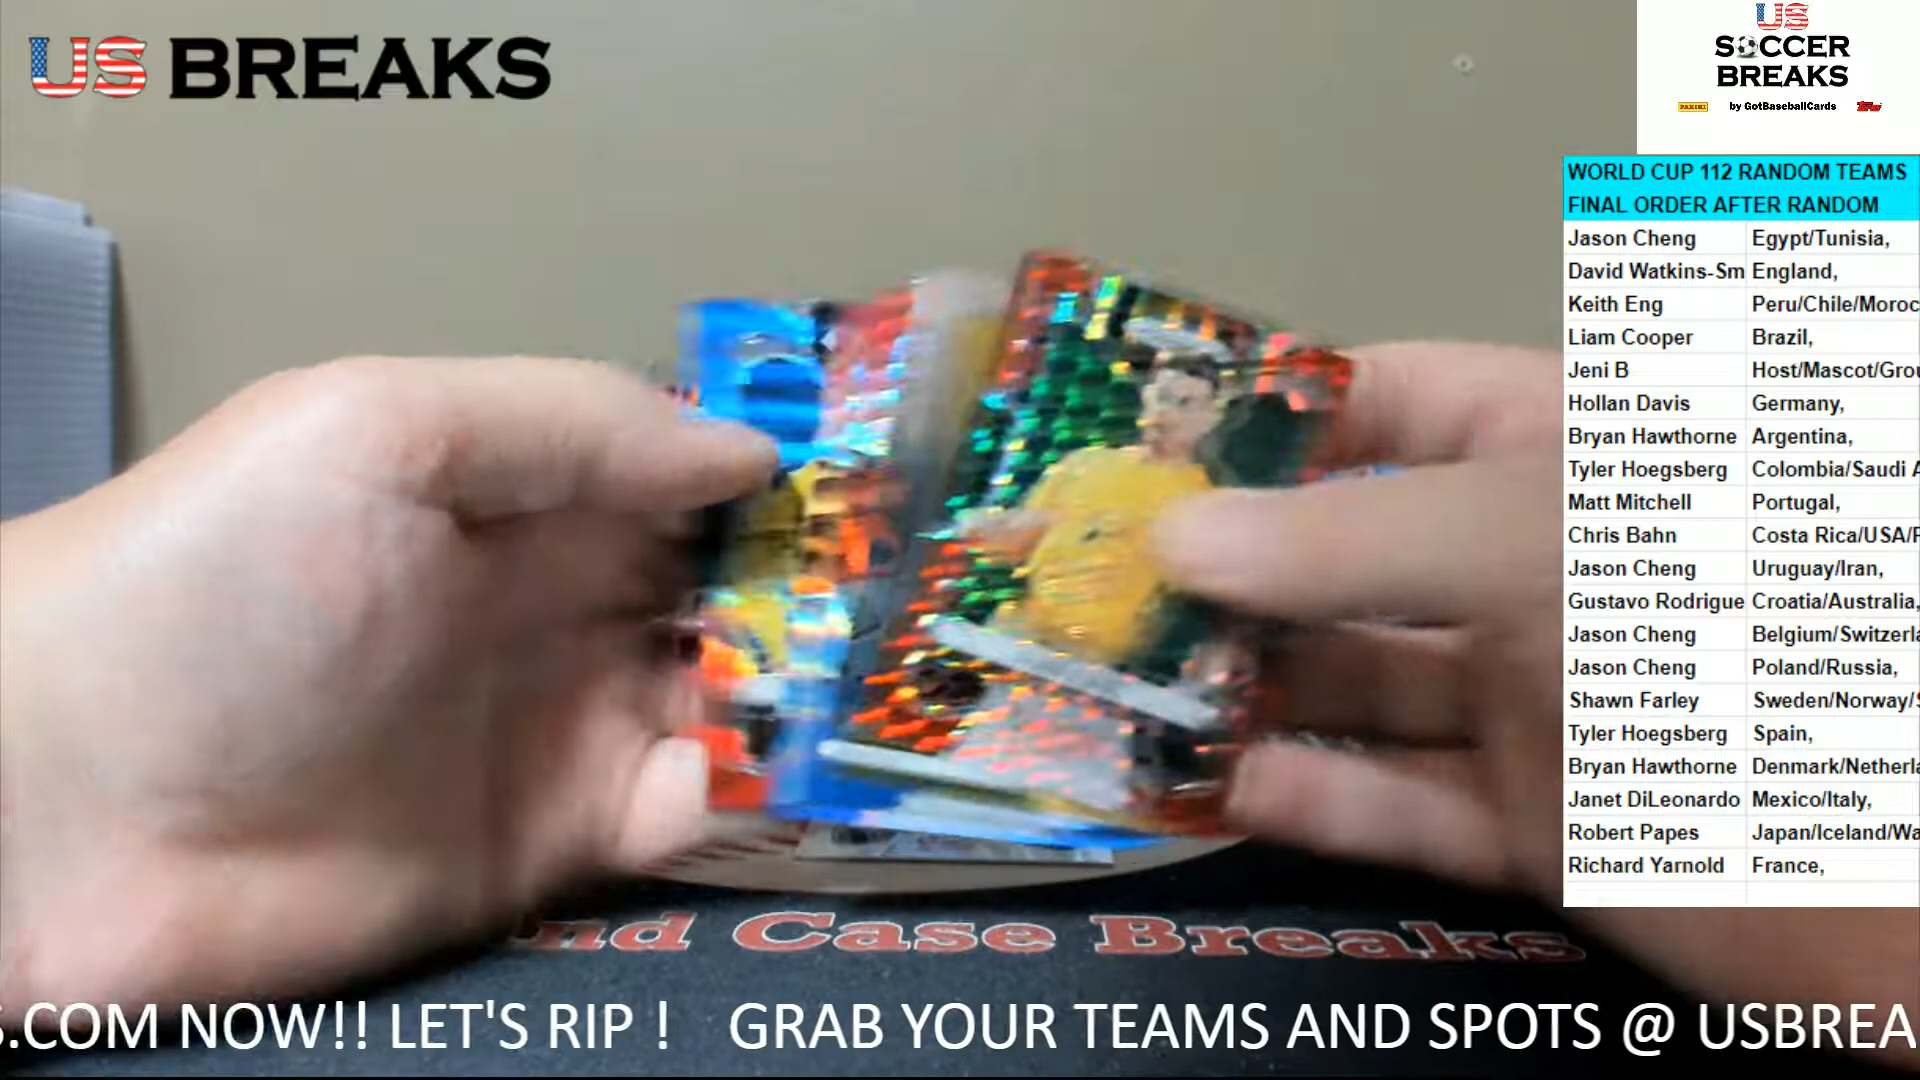 US BREAKS
US
SOCCER
BREAKS
PANINI by GotBaseballCards Topps
WORLD CUP 112 RANDOM TEAMS
FINAL ORDER AFTER RANDOM
Jason Cheng Egypt/Tunisia,
David Watkins-Sm England,
Keith Eng Peru/Chile/Moroc
Liam Cooper Brazil,
Jeni B Host/Mascot/Grou
Hollan Davis Germany,
Bryan Hawthorne Argentina,
Tyler Hoegsberg Colombia/Saudi A
Matt Mitchell Portugal,
Chris Bahn Costa Rica/USA/P
Jason Cheng Uruguay/Iran,
Gustavo Rodrigue Croatia/Australia,
Jason Cheng Belgium/Switzerla
Jason Cheng Poland/Russia,
Shawn Farley Sweden/Norway/S
Tyler Hoegsberg Spain,
Bryan Hawthorne Denmark/Netherla
Janet DiLeonardo Mexico/Italy,
Robert Papes Japan/Iceland/Wa
Richard Yarnold France,
nd Case Breaks
S.COM NOW!! LET'S RIP ! GRAB YOUR TEAMS AND SPOTS @ USBREA